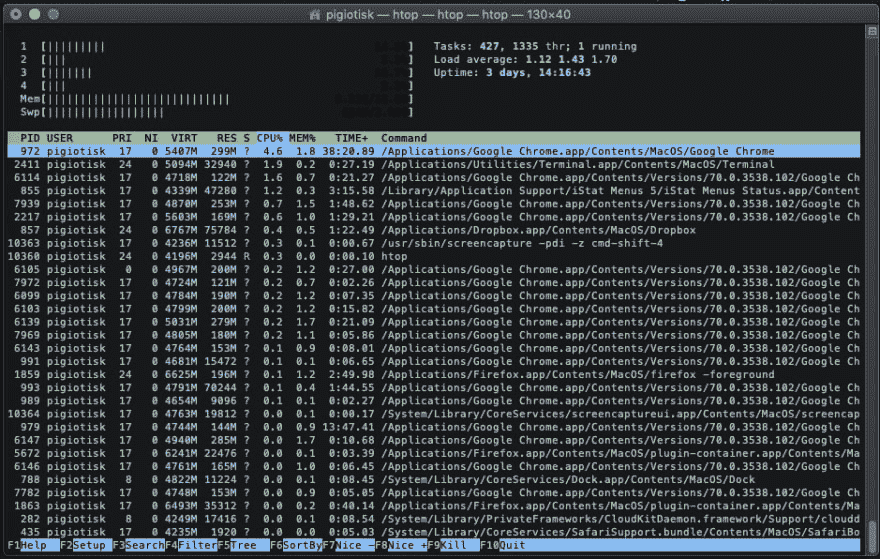 pigiotisk — htop — htop — htop — 130×40
1 [||||||||| ] Tasks: 427, 1335 thr; 1 running
2 [||| ] Load average: 1.12 1.43 1.70
3 [||||||| ] Uptime: 3 days, 14:16:43
4 [||| ]
Mem[||||||||||||||||||||||||||||| ]
Swp[|||||||||||||||||| ]
PID USER PRI NI VIRT RES S CPU% MEM% TIME+ Command
972 pigiotisk 17 0 5407M 299M ? 4.6 1.8 38:20.89 /Applications/Google Chrome.app/Contents/MacOS/Google Chrome
2411 pigiotisk 24 0 5094M 32940 ? 1.9 0.2 0:27.19 /Applications/Utilities/Terminal.app/Contents/MacOS/Terminal
6114 pigiotisk 17 0 4718M 122M ? 1.6 0.7 0:21.27 /Applications/Google Chrome.app/Contents/Versions/70.0.3538.102/Google Ch
855 pigiotisk 17 0 4339M 47280 ? 1.2 0.3 3:15.58 /Library/Application Support/iStat Menus 5/iStat Menus Status.app/Content
7939 pigiotisk 17 0 4870M 253M ? 0.7 1.5 1:48.62 /Applications/Google Chrome.app/Contents/Versions/70.0.3538.102/Google Ch
2217 pigiotisk 17 0 5603M 169M ? 0.6 1.0 1:29.21 /Applications/Google Chrome.app/Contents/Versions/70.0.3538.102/Google Ch
857 pigiotisk 24 0 6767M 75784 ? 0.4 0.5 1:22.49 /Applications/Dropbox.app/Contents/MacOS/Dropbox
10363 pigiotisk 17 0 4236M 11512 ? 0.3 0.1 0:00.67 /usr/sbin/screencapture -pdi -z cmd-shift-4
10360 pigiotisk 24 0 4196M 2944 R 0.3 0.0 0:00.10 htop
6105 pigiotisk 0 0 4967M 200M ? 0.2 1.2 0:27.00 /Applications/Google Chrome.app/Contents/Versions/70.0.3538.102/Google Ch
7972 pigiotisk 17 0 4724M 121M ? 0.2 0.7 0:02.26 /Applications/Google Chrome.app/Contents/Versions/70.0.3538.102/Google Ch
6099 pigiotisk 17 0 4784M 190M ? 0.2 1.2 0:07.35 /Applications/Google Chrome.app/Contents/Versions/70.0.3538.102/Google Ch
6103 pigiotisk 17 0 4799M 200M ? 0.2 1.2 0:15.82 /Applications/Google Chrome.app/Contents/Versions/70.0.3538.102/Google Ch
6139 pigiotisk 17 0 5031M 279M ? 0.2 1.7 0:21.09 /Applications/Google Chrome.app/Contents/Versions/70.0.3538.102/Google Ch
7969 pigiotisk 17 0 4805M 180M ? 0.2 1.1 0:05.86 /Applications/Google Chrome.app/Contents/Versions/70.0.3538.102/Google Ch
6143 pigiotisk 17 0 4764M 153M ? 0.1 0.9 0:08.01 /Applications/Google Chrome.app/Contents/Versions/70.0.3538.102/Google Ch
991 pigiotisk 17 0 4681M 15472 ? 0.1 0.1 0:06.65 /Applications/Google Chrome.app/Contents/Versions/70.0.3538.102/Google Ch
1859 pigiotisk 24 0 6625M 196M ? 0.1 1.2 2:49.98 /Applications/Firefox.app/Contents/MacOS/firefox -foreground
993 pigiotisk 17 0 4791M 70244 ? 0.1 0.4 1:44.55 /Applications/Google Chrome.app/Contents/Versions/70.0.3538.102/Google Ch
989 pigiotisk 17 0 4654M 9096 ? 0.1 0.1 0:02.27 /Applications/Google Chrome.app/Contents/Versions/70.0.3538.102/Google Ch
10364 pigiotisk 17 0 4763M 19812 ? 0.0 0.1 0:00.17 /System/Library/CoreServices/screencaptureui.app/Contents/MacOS/screencap
979 pigiotisk 17 0 4744M 144M ? 0.0 0.9 13:47.41 /Applications/Google Chrome.app/Contents/Versions/70.0.3538.102/Google Ch
6147 pigiotisk 17 0 4940M 285M ? 0.0 1.7 0:10.68 /Applications/Google Chrome.app/Contents/Versions/70.0.3538.102/Google Ch
5672 pigiotisk 17 0 6241M 22476 ? 0.0 0.1 0:03.39 /Applications/Firefox.app/Contents/MacOS/plugin-container.app/Contents/Ma
6146 pigiotisk 17 0 4761M 165M ? 0.0 1.0 0:06.45 /Applications/Google Chrome.app/Contents/Versions/70.0.3538.102/Google Ch
788 pigiotisk 8 0 4822M 11224 ? 0.0 0.1 0:08.45 /System/Library/CoreServices/Dock.app/Contents/MacOS/Dock
7782 pigiotisk 17 0 4748M 153M ? 0.0 0.9 0:05.05 /Applications/Google Chrome.app/Contents/Versions/70.0.3538.102/Google Ch
1863 pigiotisk 17 0 6493M 35312 ? 0.0 0.2 0:40.14 /Applications/Firefox.app/Contents/MacOS/plugin-container.app/Contents/Ma
282 pigiotisk 8 0 4249M 17416 ? 0.0 0.1 0:08.54 /System/Library/PrivateFrameworks/CloudKitDaemon.framework/Support/cloudd
435 pigiotisk 17 0 4235M 1920 ? 0.0 0.0 0:05.03 /System/Library/CoreServices/SafariSupport.bundle/Contents/MacOS/SafariBo
F1Help F2Setup F3SearchF4FilterF5Tree F6SortByF7Nice -F8Nice +F9Kill F10Quit